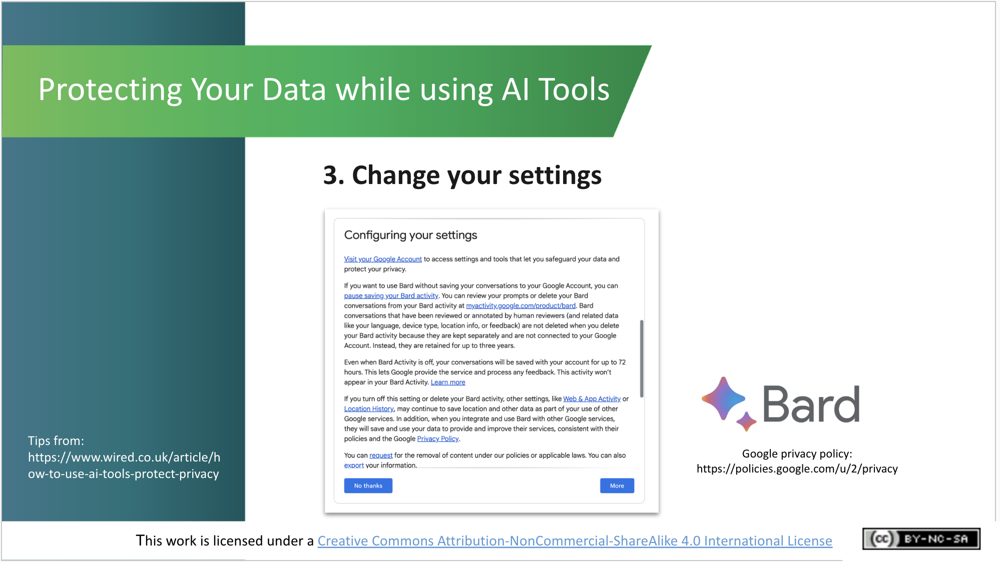 Protecting Your Data while using AI Tools
3. Change your settings
Configuring your settings
Visit your Google Account to access settings and tools that let you safeguard your data and
protect your privacy.
If you want to use Bard without saving your conversations to your Google Account, you can
pause saving your Bard activity. You can review your prompts or delete your Bard
conversations from your Bard activity at myactivity.google.com/product/bard. Bard
conversations that have been reviewed or annotated by human reviewers (and related data
like your language, device type, location info, or feedback) are not deleted when you delete
your Bard activity because they are kept separately and are not connected to your Google
Account. Instead, they are retained for up to three years.
Even when Bard Activity is off, your conversations will be saved with your account for up to 72
hours. This lets Google provide the service and process any feedback. This activity won't
appear in your Bard Activity. Learn more
If you turn off this setting or delete your Bard activity, other settings, like Web & App Activity or
Location History, may continue to save location and other data as part of your use of other
Google services. In addition, when you integrate and use Bard with other Google services,
they will save and use your data to provide and improve their services, consistent with their
policies and the Google Privacy Policy.
You can request for the removal of content under our policies or applicable laws. You can also
export your information.
No thanks
More
Bard
Google privacy policy:
https://policies.google.com/u/2/privacy
Tips from:
https://www.wired.co.uk/article/h
ow-to-use-ai-tools-protect-privacy
This work is licensed under a Creative Commons Attribution-NonCommercial-ShareAlike 4.0 International License
cc BY-NC-SA